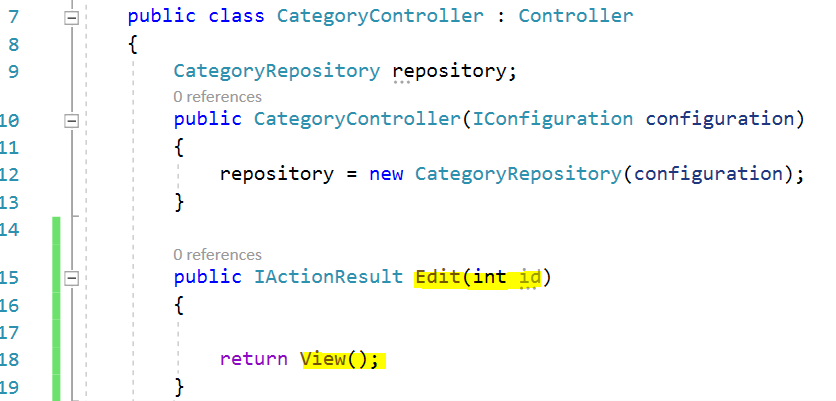 7 public class CategoryController : Controller
8 {
9 CategoryRepository repository;
0 references
10 public CategoryController(IConfiguration configuration)
11 {
12 repository = new CategoryRepository(configuration);
13 }
14
0 references
15 public IActionResult Edit(int id)
16 {
17
18 return View();
19 }